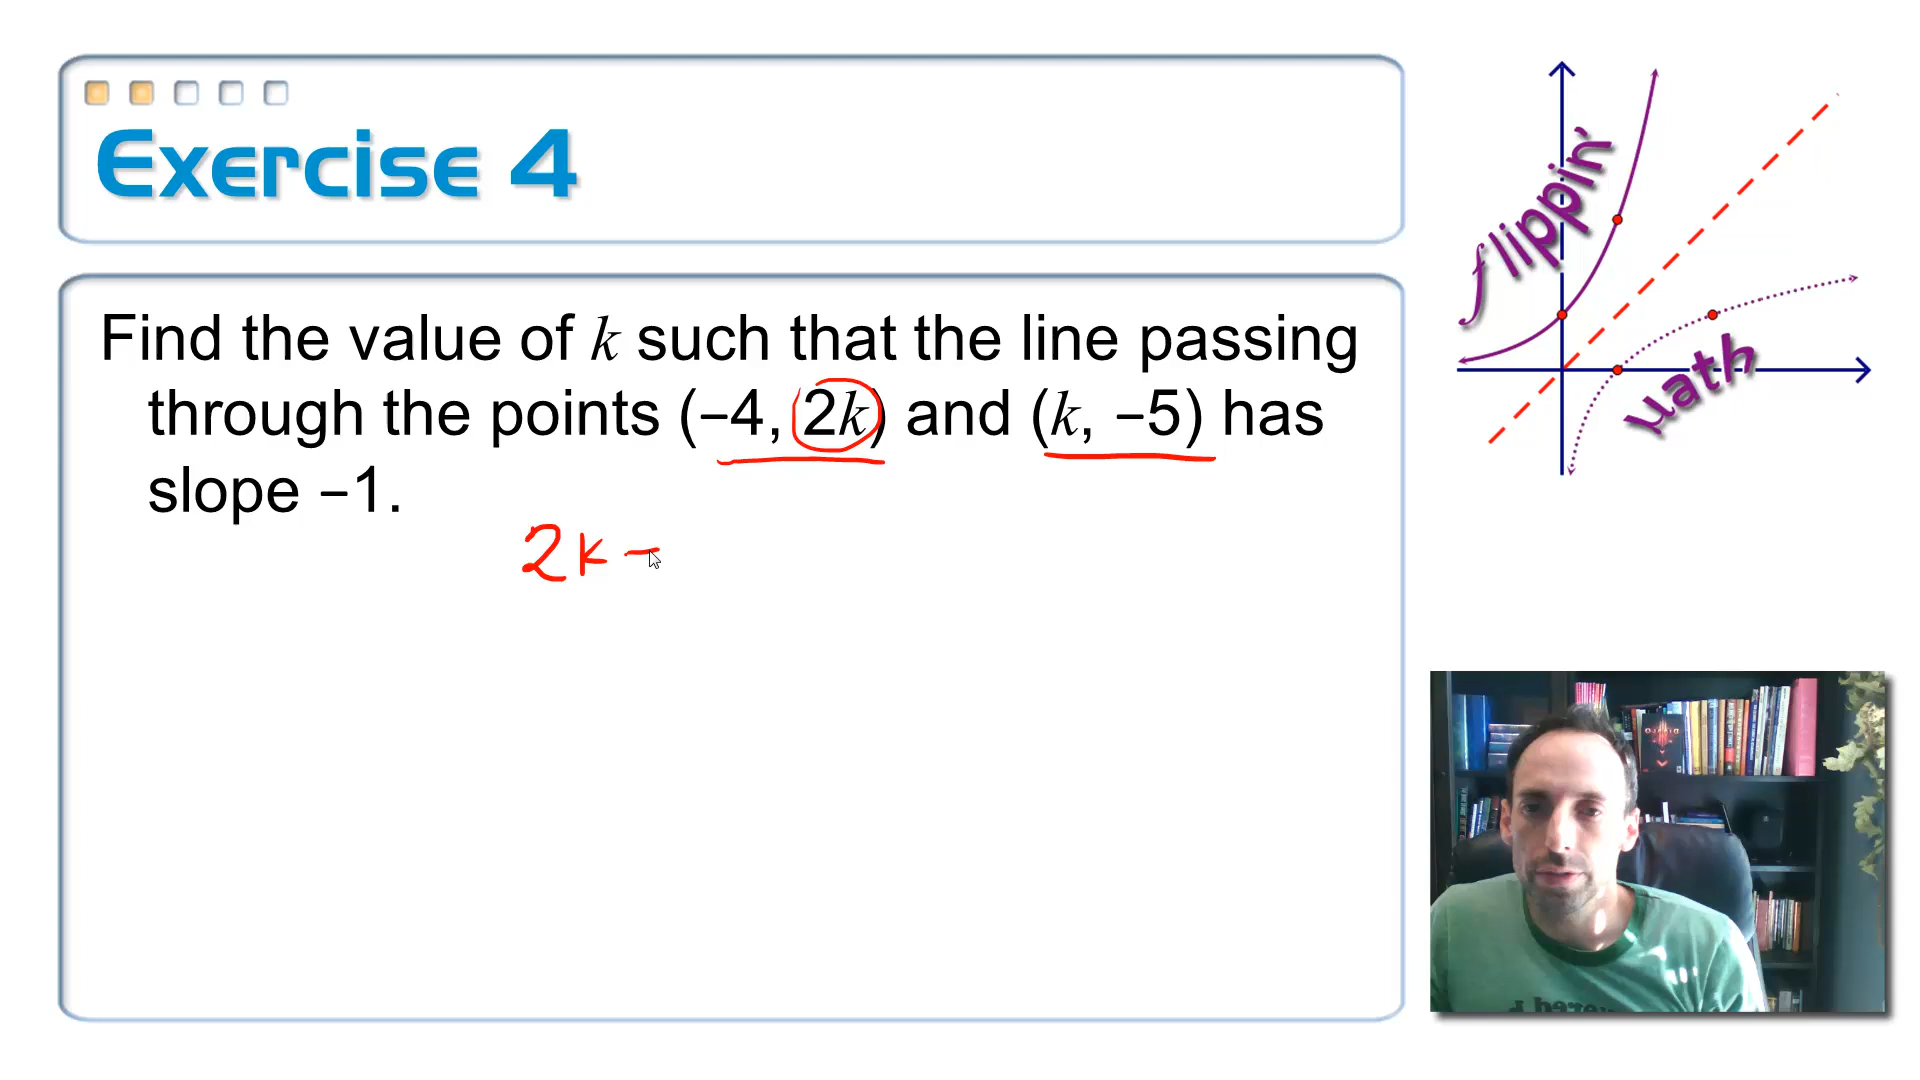 Exercise 4
Find the value of k such that the line passing
through the points (−4, 2k) and (k, −5) has
slope −1.
2k −
flippin'
math
DIABLO